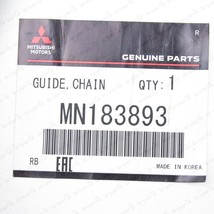 R
MITSUBISHI
MOTORS
GENUINE PARTS
GUIDE, CHAIN QTY: 1
MN183893
RB EAC MADE IN KOREA